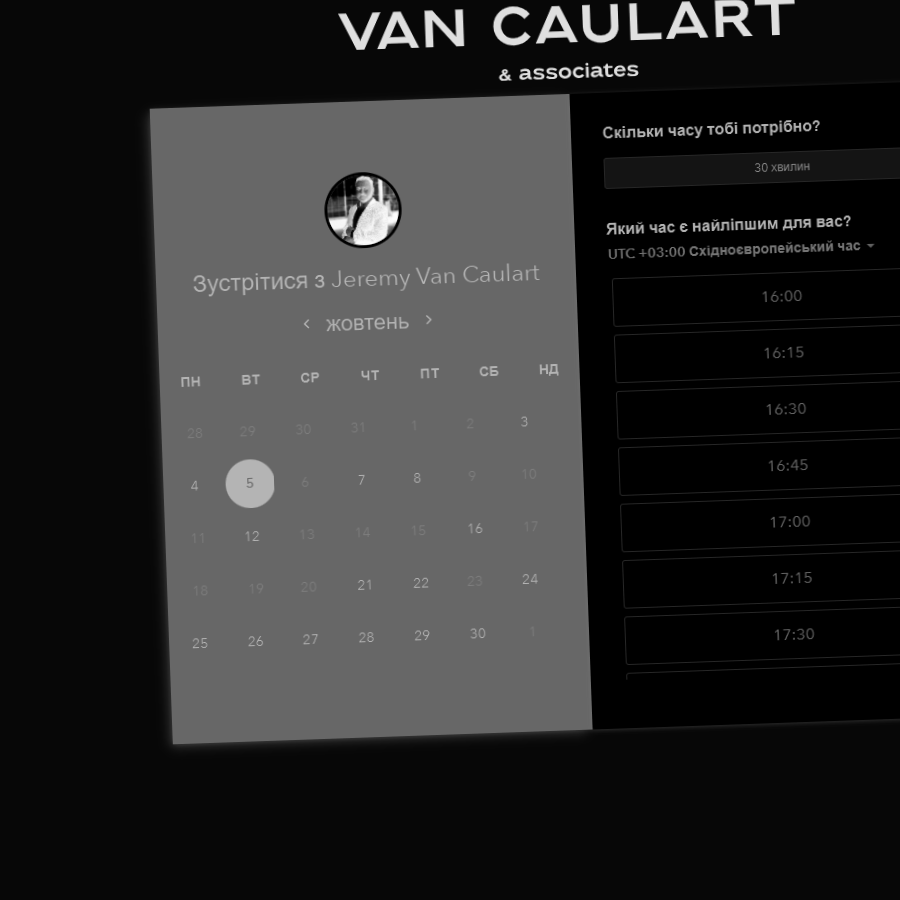 VAN CAULART
& associates
Зустрітися з Jeremy Van Caulart
жовтень
ПН ВТ СР ЧТ ПТ СБ НД
28 29 30 31 1 2 3
4 5 6 7 8 9 10
11 12 13 14 15 16 17
18 19 20 21 22 23 24
25 26 27 28 29 30 1
Скільки часу тобі потрібно?
30 хвилин
Який час є найліпшим для вас?
UTC +03:00 Східноєвропейський час
16:00
16:15
16:30
16:45
17:00
17:15
17:30